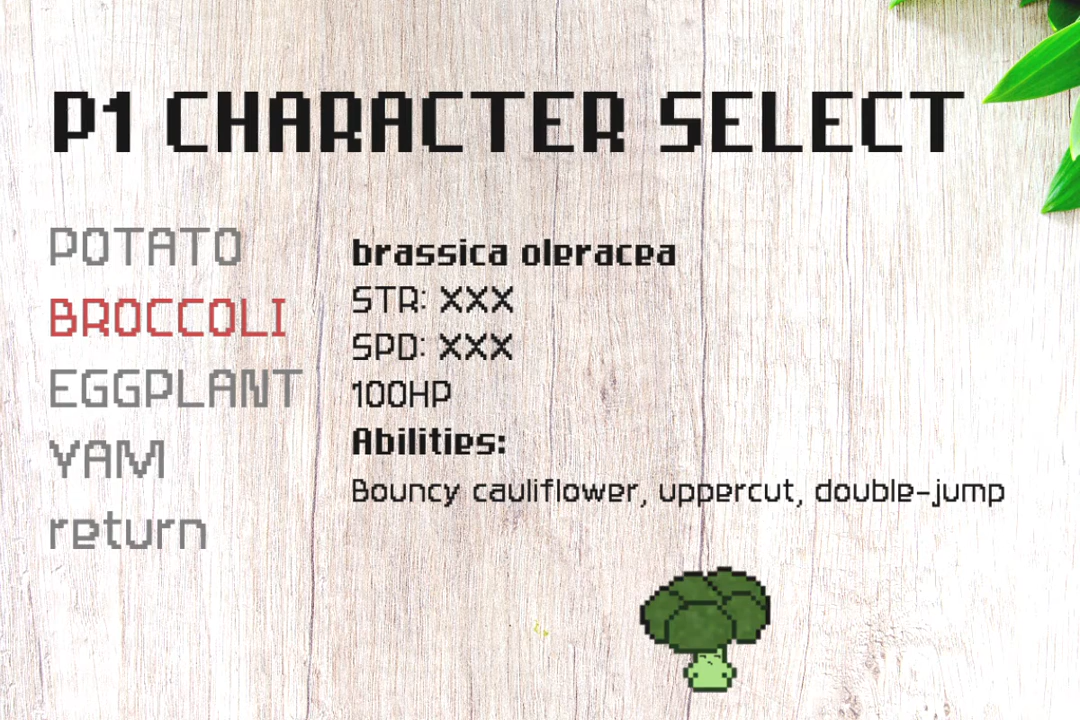 P1 CHARACTER SELECT
POTATO
BROCCOLI
EGGPLANT
YAM
return
brassica oleracea
STR: XXX
SPD: XXX
100HP
Abilities:
Bouncy cauliflower, uppercut, double-jump